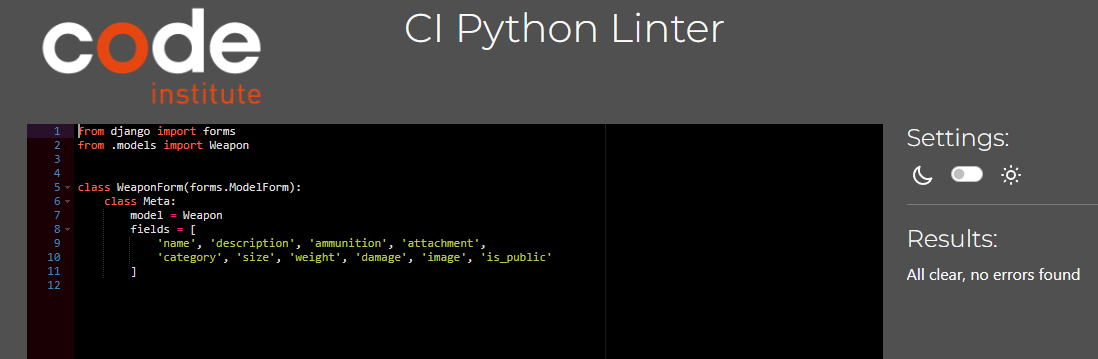 code
institute
CI Python Linter
1 from django import forms
2 from .models import Weapon
3
4
5 class WeaponForm(forms.ModelForm):
6 class Meta:
7 model = Weapon
8 fields = [
9 'name', 'description', 'ammunition', 'attachment',
10 'category', 'size', 'weight', 'damage', 'image', 'is_public'
11 ]
12
Settings:
Results:
All clear, no errors found